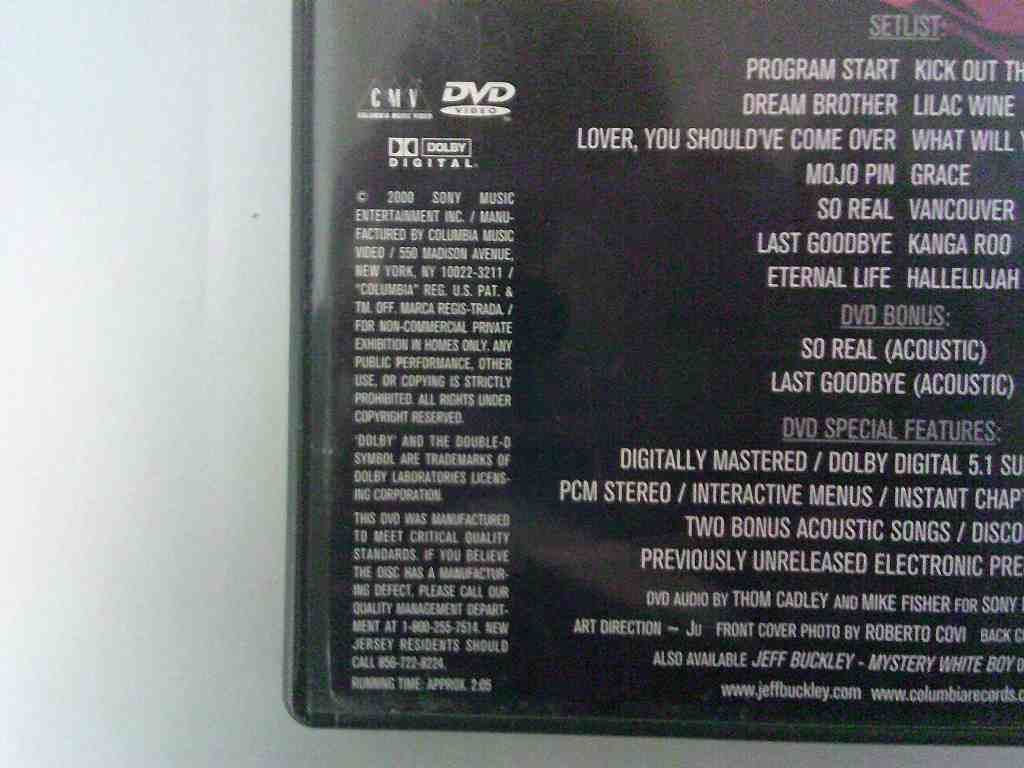 CMV
COLUMBIA MUSIC VIDEO
DVD
VIDEO
DOLBY
DIGITAL
© 2000 SONY MUSIC
ENTERTAINMENT INC. / MANU-
FACTURED BY COLUMBIA MUSIC
VIDEO / 550 MADISON AVENUE,
NEW YORK, NY 10022-3211 /
"COLUMBIA" REG. U.S. PAT. &
TM. OFF. MARCA REGIS-TRADA. /
FOR NON-COMMERCIAL PRIVATE
EXHIBITION IN HOMES ONLY. ANY
PUBLIC PERFORMANCE, OTHER
USE, OR COPYING IS STRICTLY
PROHIBITED. ALL RIGHTS UNDER
COPYRIGHT RESERVED.
'DOLBY' AND THE DOUBLE-D
SYMBOL ARE TRADEMARKS OF
DOLBY LABORATORIES LICENS-
ING CORPORATION.
THIS DVD WAS MANUFACTURED
TO MEET CRITICAL QUALITY
STANDARDS. IF YOU BELIEVE
THE DISC HAS A MANUFACTUR-
ING DEFECT, PLEASE CALL OUR
QUALITY MANAGEMENT DEPART-
MENT AT 1-800-255-7514. NEW
JERSEY RESIDENTS SHOULD
CALL 856-722-8224.
RUNNING TIME: APPROX. 2:05
SETLIST:
PROGRAM START KICK OUT TH
DREAM BROTHER LILAC WINE
LOVER, YOU SHOULD'VE COME OVER WHAT WILL Y
MOJO PIN GRACE
SO REAL VANCOUVER
LAST GOODBYE KANGA ROO
ETERNAL LIFE HALLELUJAH
DVD BONUS:
SO REAL (ACOUSTIC)
LAST GOODBYE (ACOUSTIC)
DVD SPECIAL FEATURES:
DIGITALLY MASTERED / DOLBY DIGITAL 5.1 SU
PCM STEREO / INTERACTIVE MENUS / INSTANT CHAPT
TWO BONUS ACOUSTIC SONGS / DISCO
PREVIOUSLY UNRELEASED ELECTRONIC PRE
DVD AUDIO BY THOM CADLEY AND MIKE FISHER FOR SONY
ART DIRECTION ~ JU FRONT COVER PHOTO BY ROBERTO COVI BACK C
ALSO AVAILABLE JEFF BUCKLEY - MYSTERY WHITE BOY
www.jeffbuckley.com www.columbiarecords.c